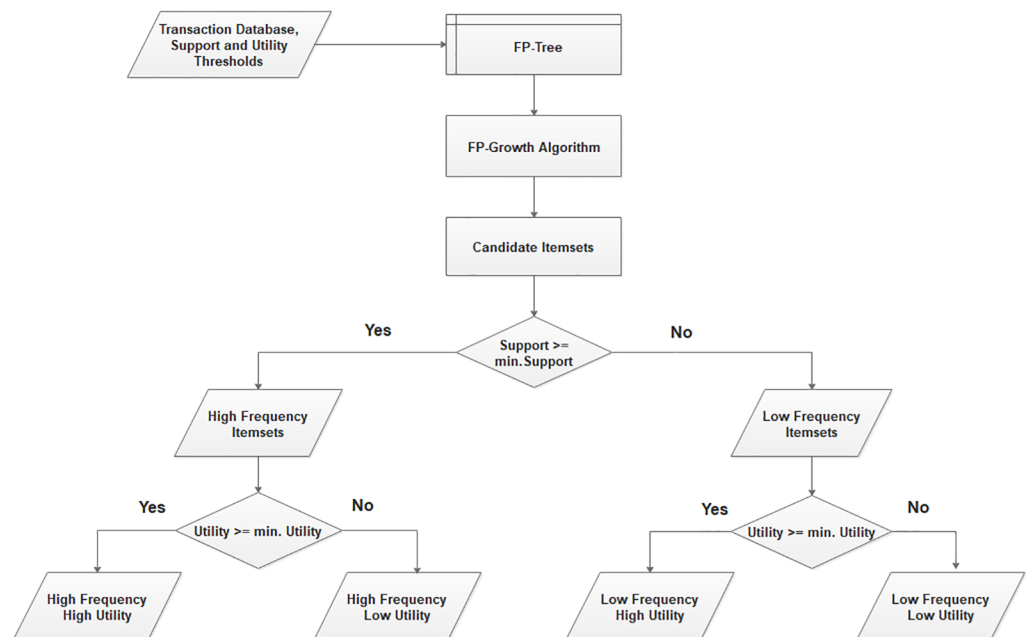 Transaction Database,
Support and Utility
Thresholds
FP-Tree
FP-Growth Algorithm
Candidate Itemsets
Yes
No
Support >=
min. Support
High Frequency
Itemsets
Low Frequency
Itemsets
Yes
No
Yes
No
Utility >= min. Utility
Utility >= min. Utility
High Frequency
High Utility
High Frequency
Low Utility
Low Frequency
High Utility
Low Frequency
Low Utility